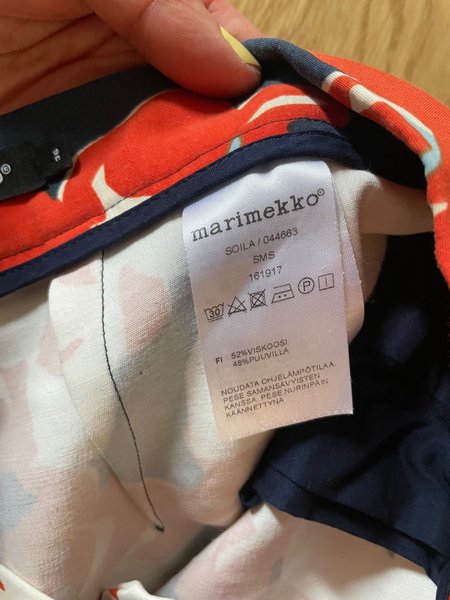 marimekko®
SOILA / 044663
SMS
161917
30 P
FI 52%VISKOOSI
48%PUUVILLA
NOUDATA OHJELÄMPÖTILAA
PESE SAMANSÄVYISTEN
KANSSA. PESE NURINPÄIN
KÄÄNNETTYNÄ
36